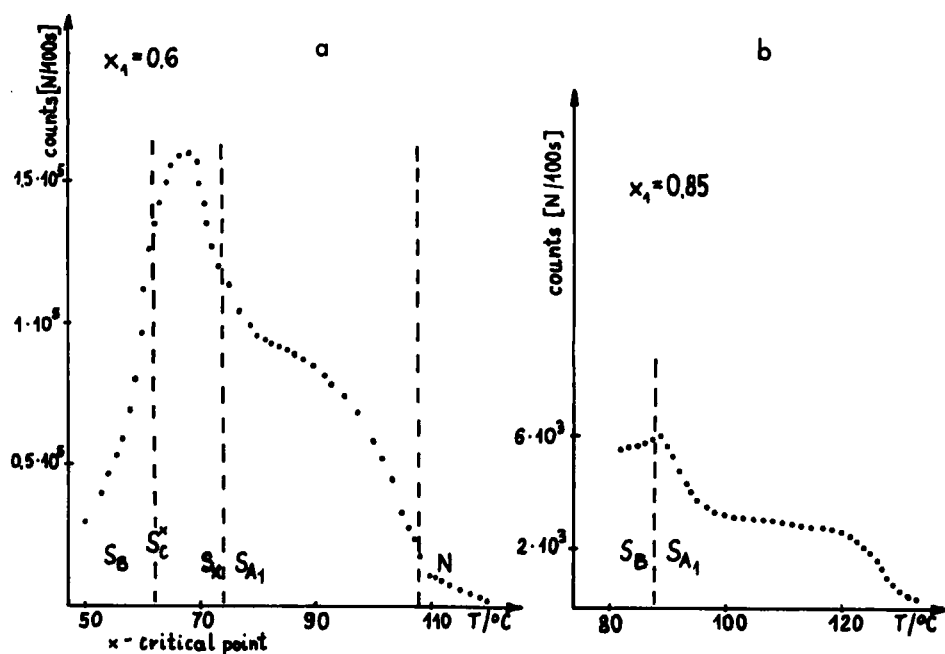 a
x₁=0,6
counts [N/100s]
1,5·10⁵
1·10⁵
0,5·10⁵
S_B
S_C^x
S_A1
N
50
70
90
110
T/°C
x - critical point
b
x₁=0,85
counts [N/100s]
6·10³
2·10³
S_B
S_A1
80
100
120
T/°C